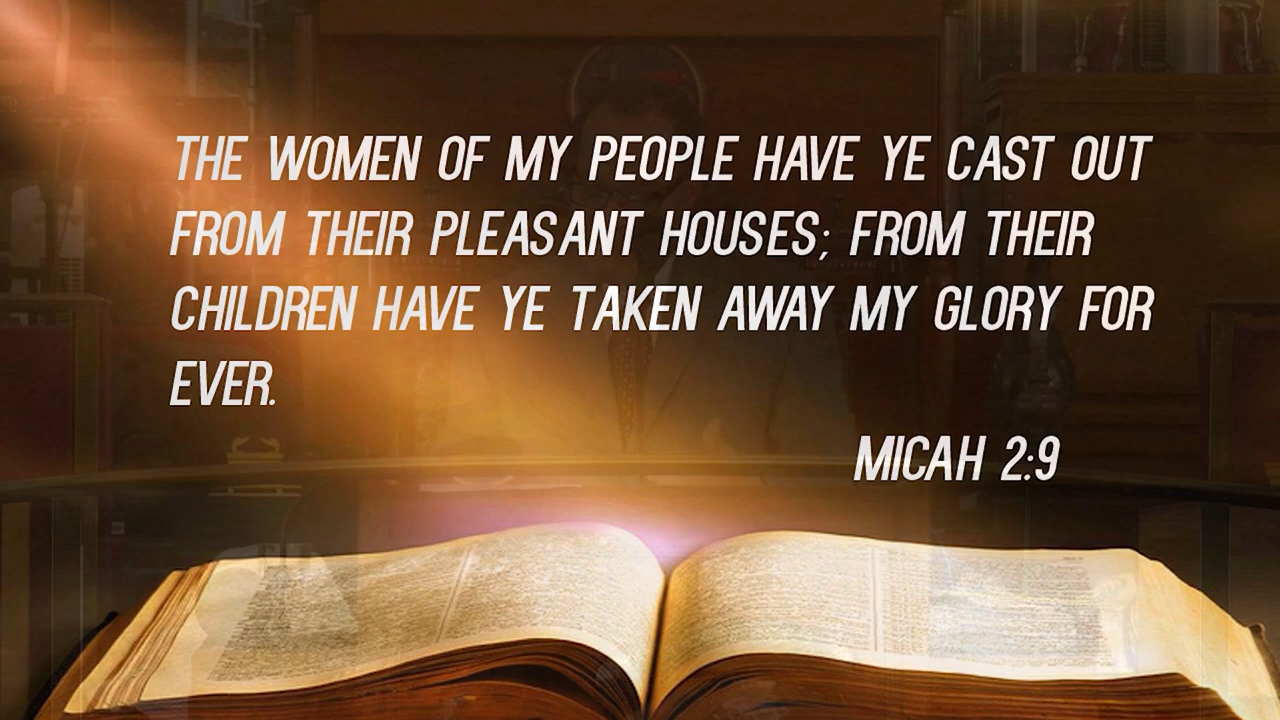 THE WOMEN OF MY PEOPLE HAVE YE CAST OUT
FROM THEIR PLEASANT HOUSES; FROM THEIR
CHILDREN HAVE YE TAKEN AWAY MY GLORY FOR
EVER.
MICAH 2:9